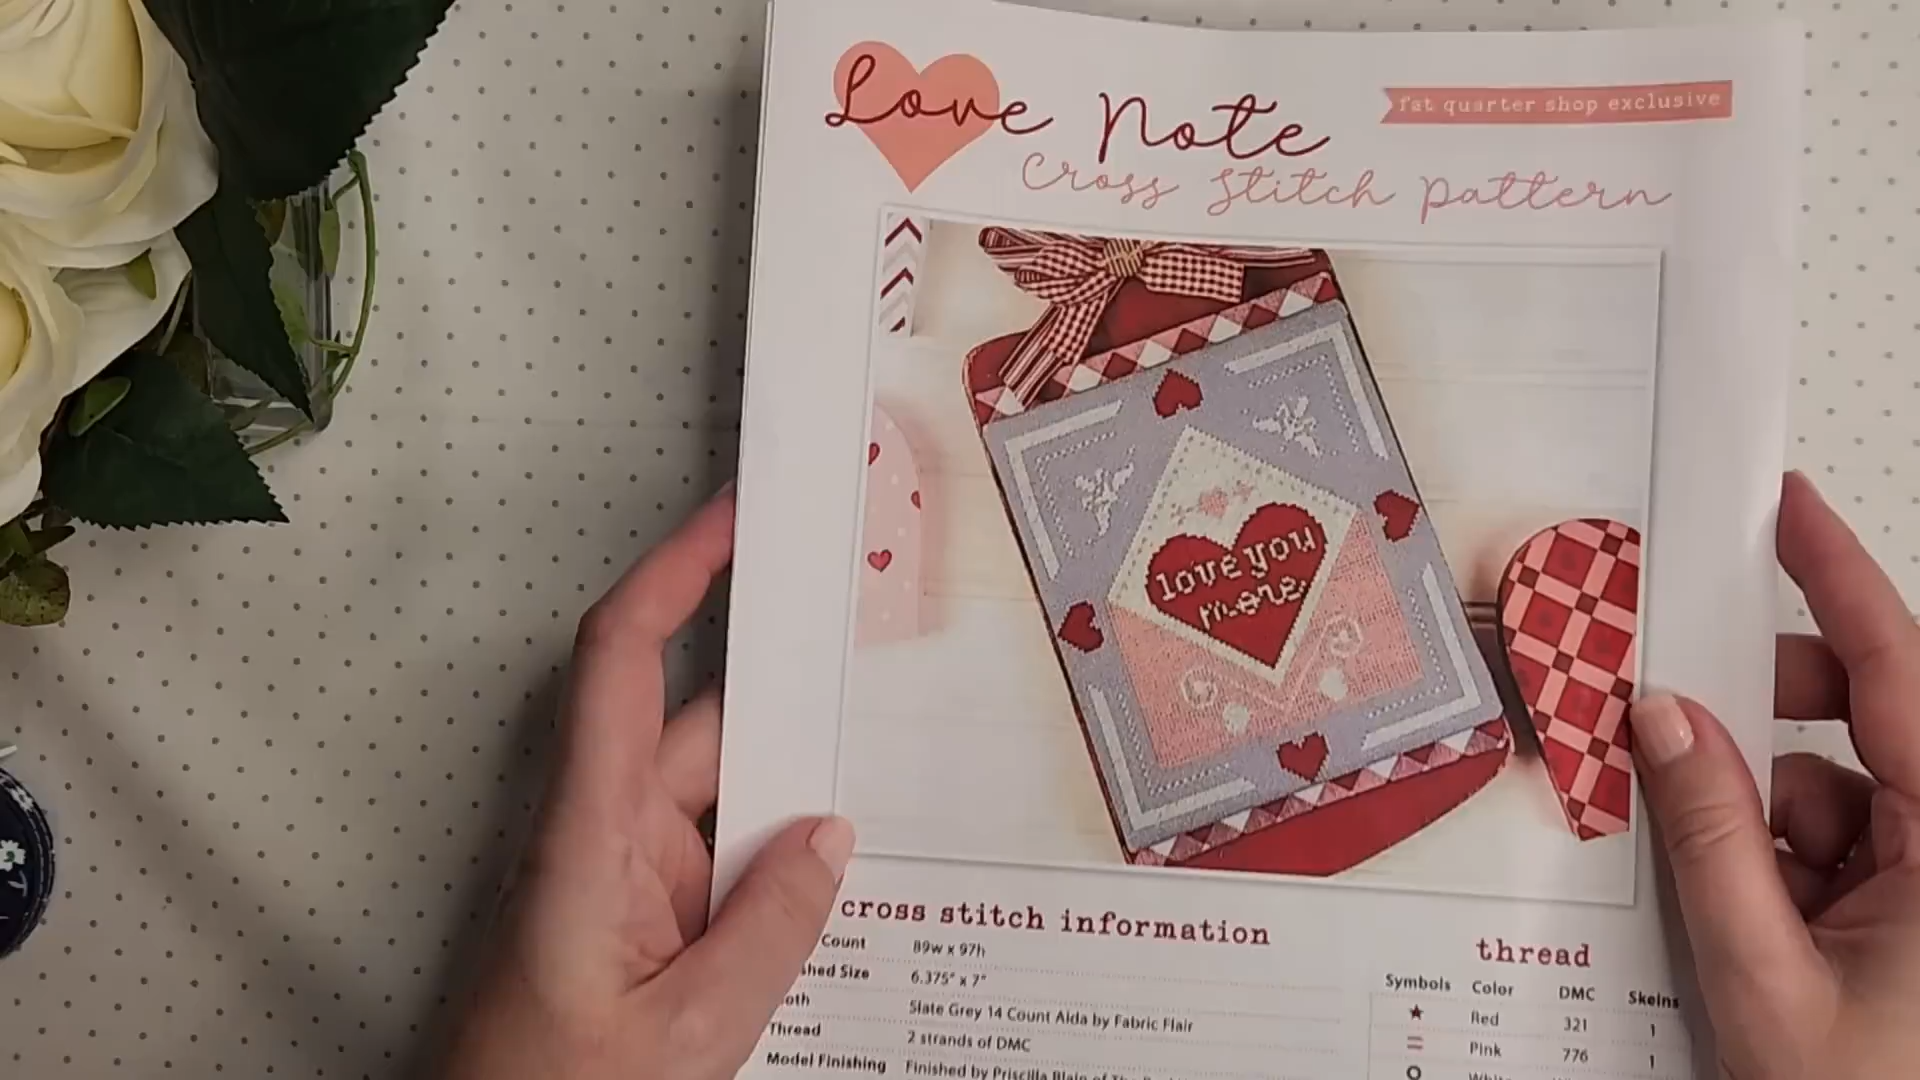 Love Note
fat quarter shop exclusive
Cross Stitch Pattern
love you
more
cross stitch information
Count 89w x 97h
Size 6.375" x 7"
Slate Grey 14 Count Aida by Fabric Flair
Thread 2 strands of DMC
Model Finishing Finished by Priscilla Blain of
thread
Symbols Color DMC Skeins
★ Red 321 1
= Pink 776 1